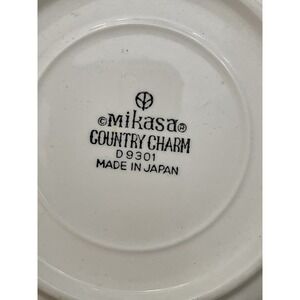 ©Mikasa®
COUNTRY CHARM
D9301
MADE IN JAPAN